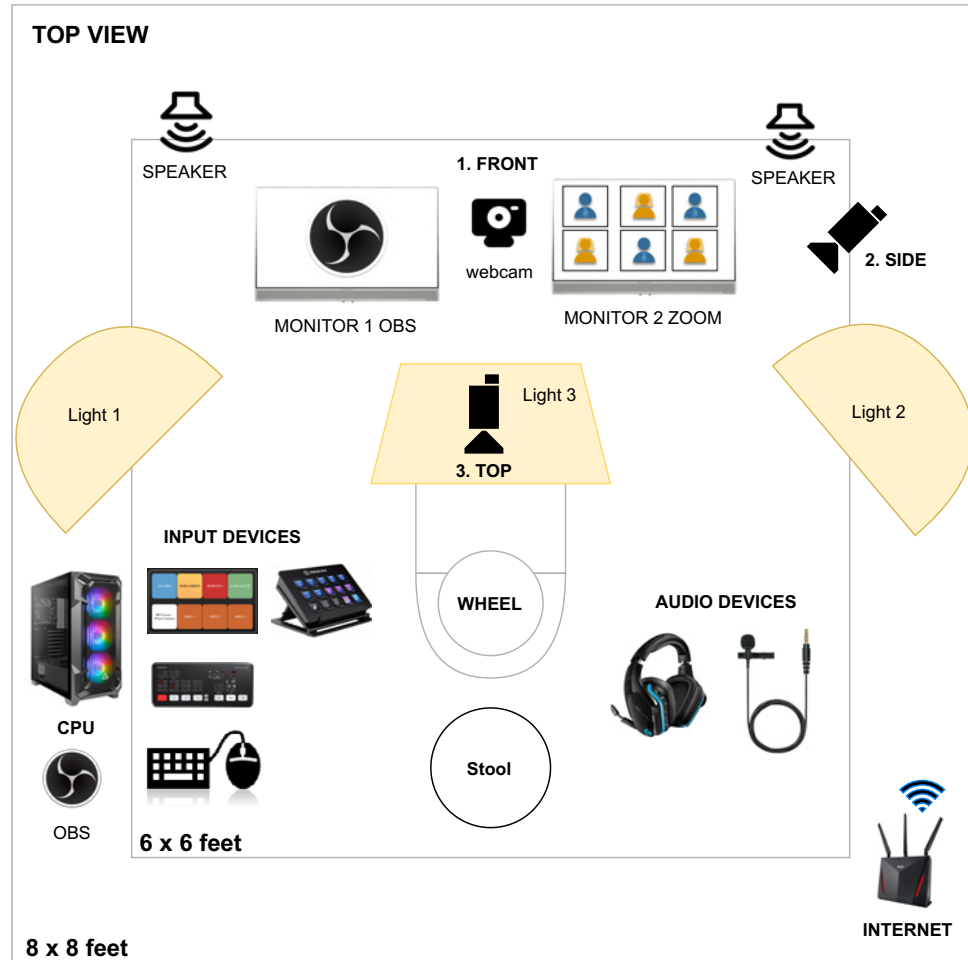 TOP VIEW
SPEAKER
1. FRONT
SPEAKER
webcam
2. SIDE
MONITOR 1 OBS
MONITOR 2 ZOOM
Light 1
Light 3
Light 2
3. TOP
INPUT DEVICES
WHEEL
AUDIO DEVICES
CPU
Stool
OBS
6 x 6 feet
INTERNET
8 x 8 feet